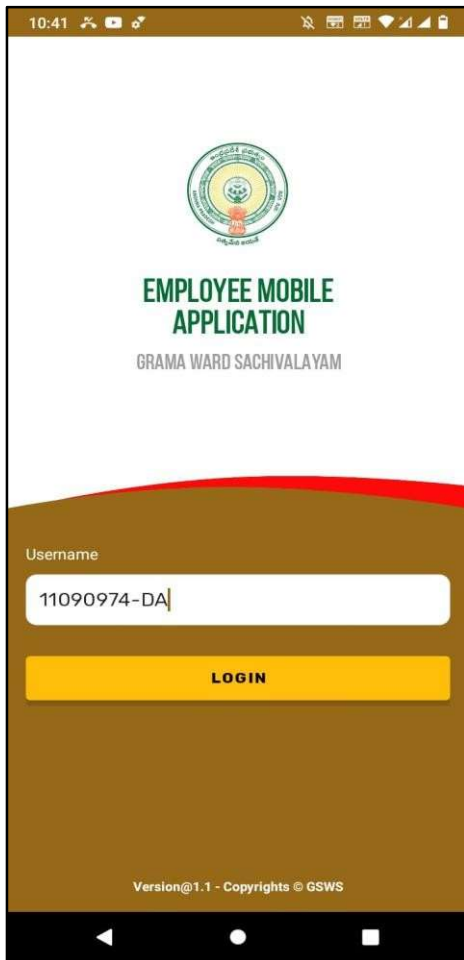 10:41
EMPLOYEE MOBILE
APPLICATION
GRAMA WARD SACHIVALAYAM
Username
11090974-DA
LOGIN
Version@1.1 - Copyrights © GSWS